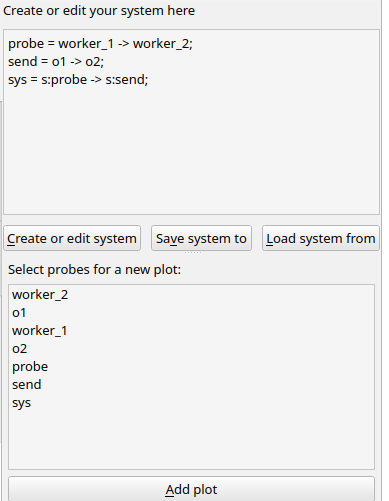 Create or edit your system here
probe = worker_1 -> worker_2;
send = o1 -> o2;
sys = s:probe -> s:send;
Create or edit system
Save system to
Load system from
Select probes for a new plot:
worker_2
o1
worker_1
o2
probe
send
sys
Add plot